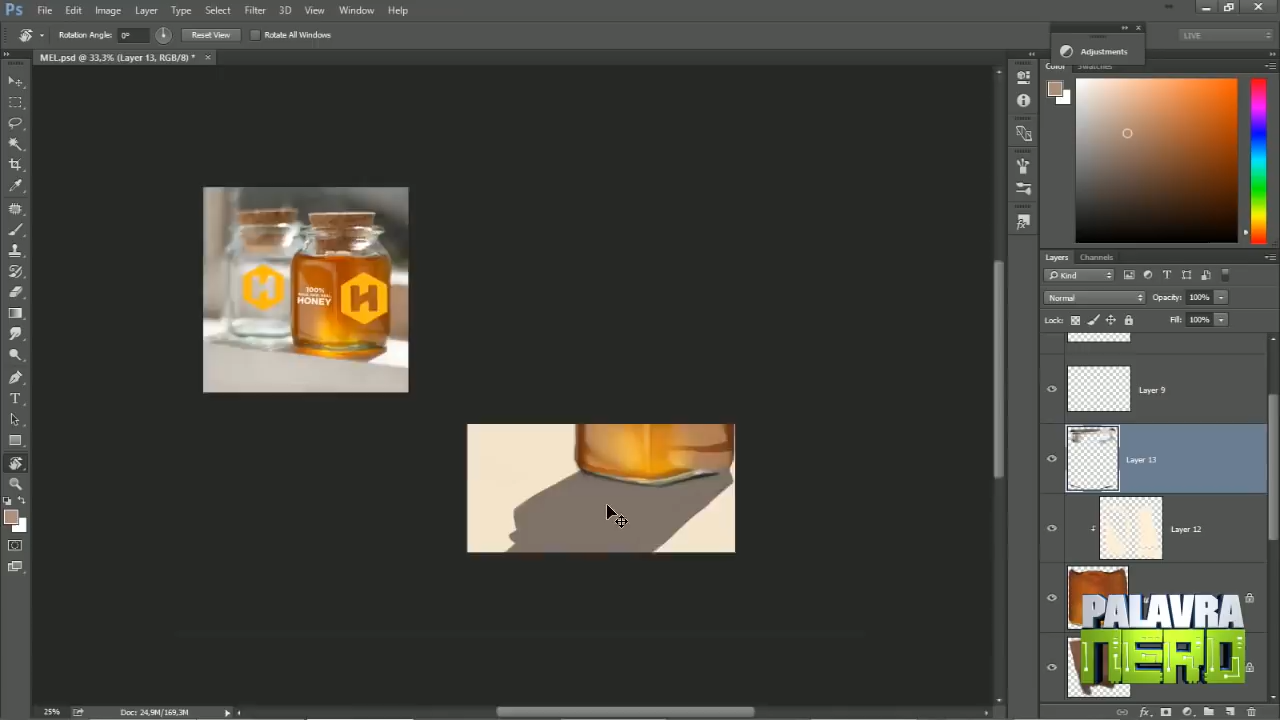 Ps File Edit Image Layer Type Select Filter 3D View Window Help
Rotation Angle: 0° Reset View Rotate All Windows
LIVE
Adjustments
MEL.psd @ 33,3% (Layer 13, RGB/8) * ×
Color Swatches
H
100%
HONEY
H
Layers Channels
Kind
Normal Opacity: 100%
Lock: Fill: 100%
Layer 9
Layer 13
Layer 12
PALAVRA
NERD
25% Doc: 24,9M/169,3M